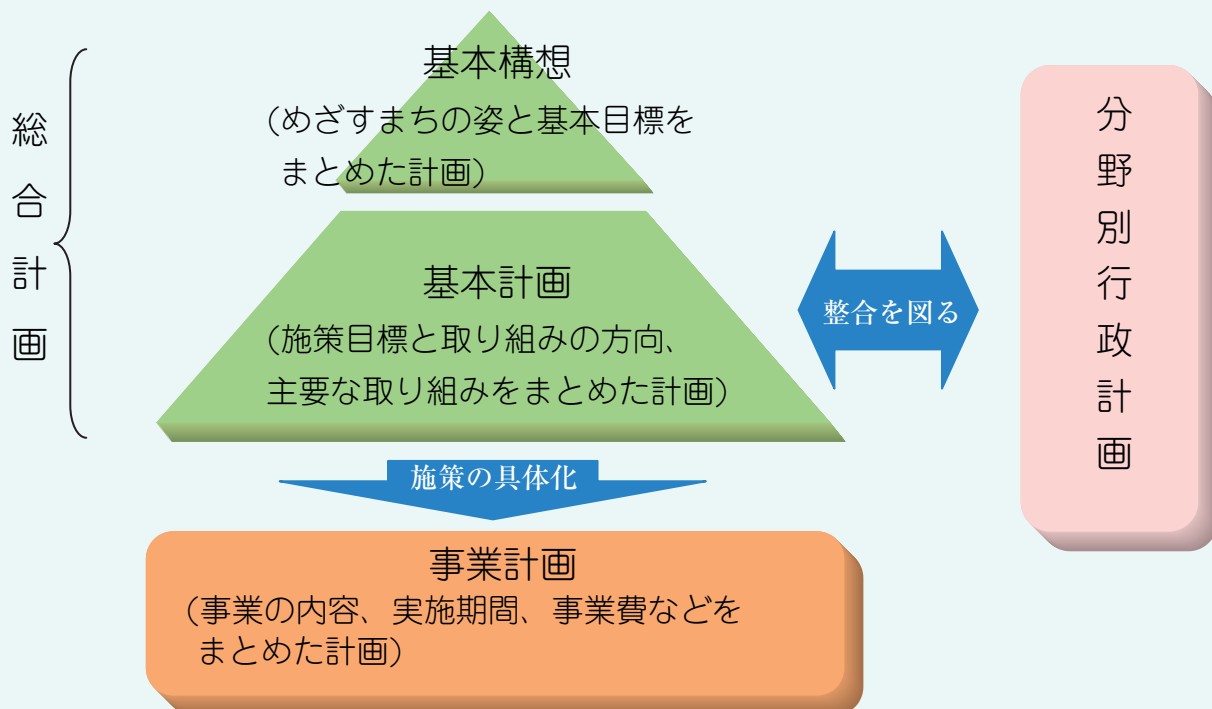 総合計画
基本構想
(めざすまちの姿と基本目標を
まとめた計画)
基本計画
(施策目標と取り組みの方向、
主要な取り組みをまとめた計画)
整合を図る
分野別行政計画
施策の具体化
事業計画
(事業の内容、実施期間、事業費などを
まとめた計画)